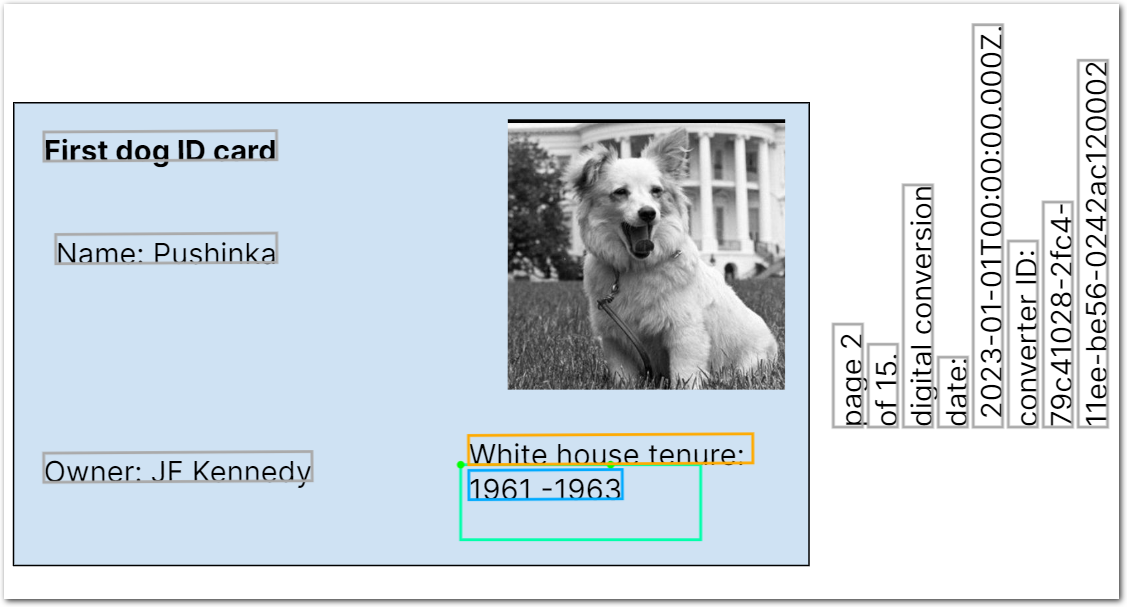 First dog ID card
Name: Pushinka
Owner: JF Kennedy
White house tenure:
1961 -1963
page 2
of 15.
digital conversion
date:
2023-01-01T00:00:00.000Z.
converter ID:
79c41028-2fc4-
11ee-be56-0242ac120002